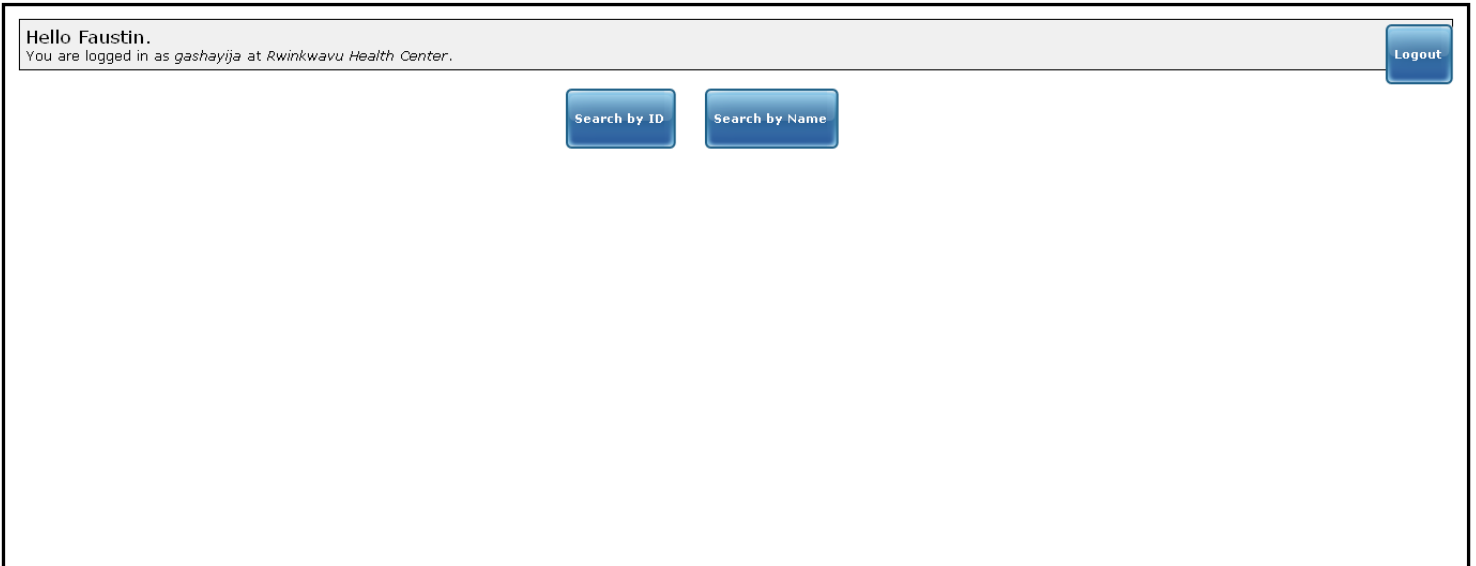 Hello Faustin.
You are logged in as gashayija at Rwinkwavu Health Center.
Logout
Search by ID
Search by Name